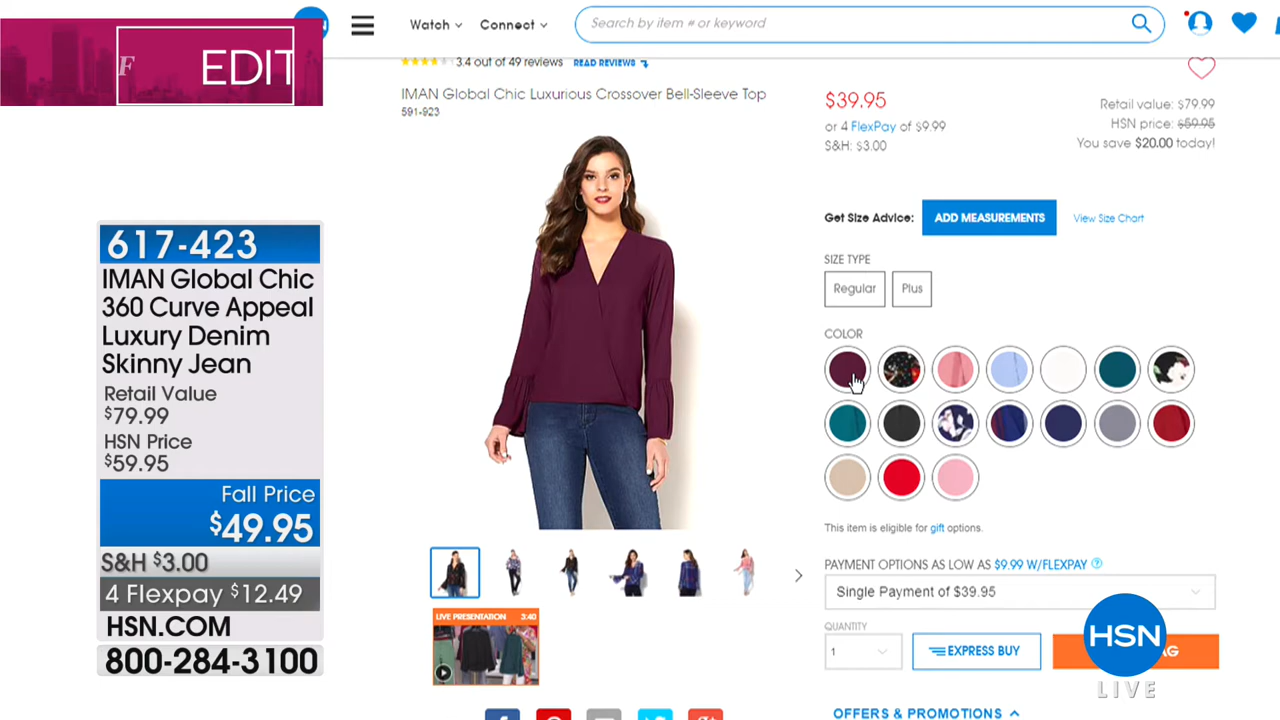 F EDIT
Watch
Connect
Search by item # or keyword
3.4 out of 49 reviews READ REVIEWS
IMAN Global Chic Luxurious Crossover Bell-Sleeve Top
591-923
$39.95
or 4 FlexPay of $9.99
S&H: $3.00
Retail value: $79.99
HSN price: $59.95
You save $20.00 today!
Get Size Advice: ADD MEASUREMENTS View Size Chart
SIZE TYPE
Regular Plus
COLOR
This item is eligible for gift options.
PAYMENT OPTIONS AS LOW AS $9.99 W/FLEXPAY ?
Single Payment of $39.95
QUANTITY
1
EXPRESS BUY
AG
OFFERS & PROMOTIONS
LIVE PRESENTATION 3:40
617-423
IMAN Global Chic
360 Curve Appeal
Luxury Denim
Skinny Jean
Retail Value
$79.99
HSN Price
$59.95
Fall Price
$49.95
S&H $3.00
4 Flexpay $12.49
HSN.COM
800-284-3100
HSN
LIVE